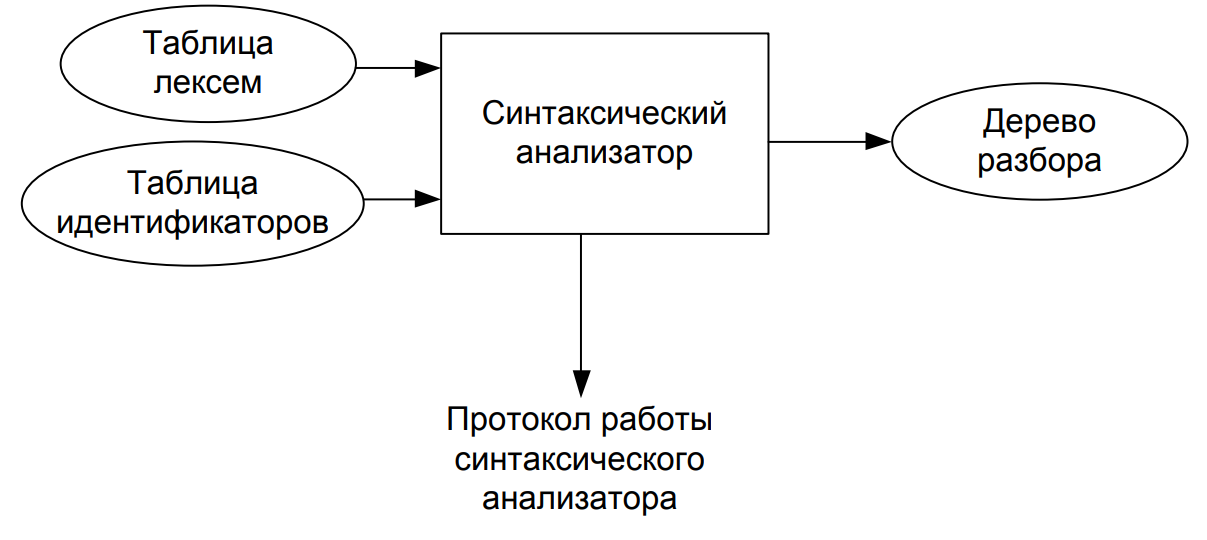 Таблица
лексем
Таблица
идентификаторов
Синтаксический
анализатор
Дерево
разбора
Протокол работы
синтаксического
анализатора